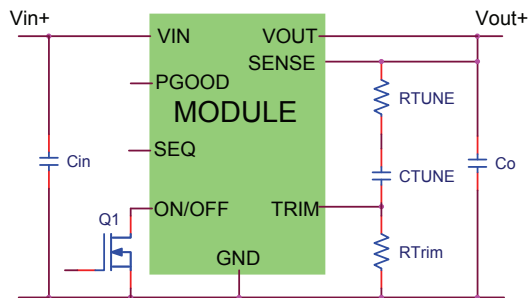 Vin+
Vout+
VIN
VOUT
SENSE
PGOOD
RTUNE
MODULE
SEQ
Cin
CTUNE
Co
Q1
ON/OFF
TRIM
RTrim
GND